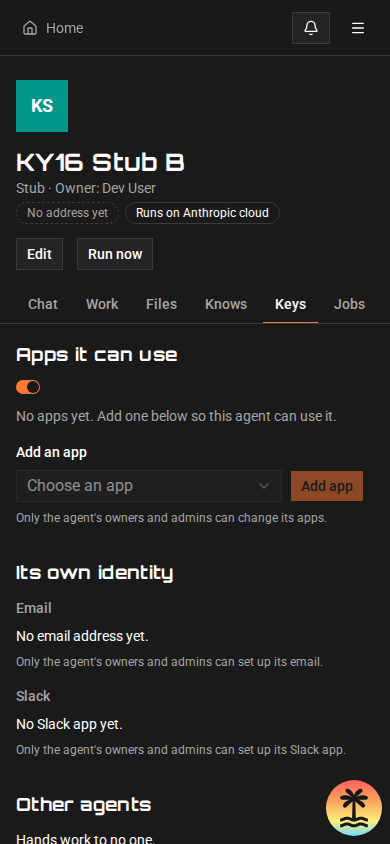 Home
KS
KY16 Stub B
Stub · Owner: Dev User
No address yet
Runs on Anthropic cloud
Edit
Run now
Chat Work Files Knows Keys Jobs
Apps it can use
No apps yet. Add one below so this agent can use it.
Add an app
Choose an app
Add app
Only the agent's owners and admins can change its apps.
Its own identity
Email
No email address yet.
Only the agent's owners and admins can set up its email.
Slack
No Slack app yet.
Only the agent's owners and admins can set up its Slack app.
Other agents
Hands work to no one.